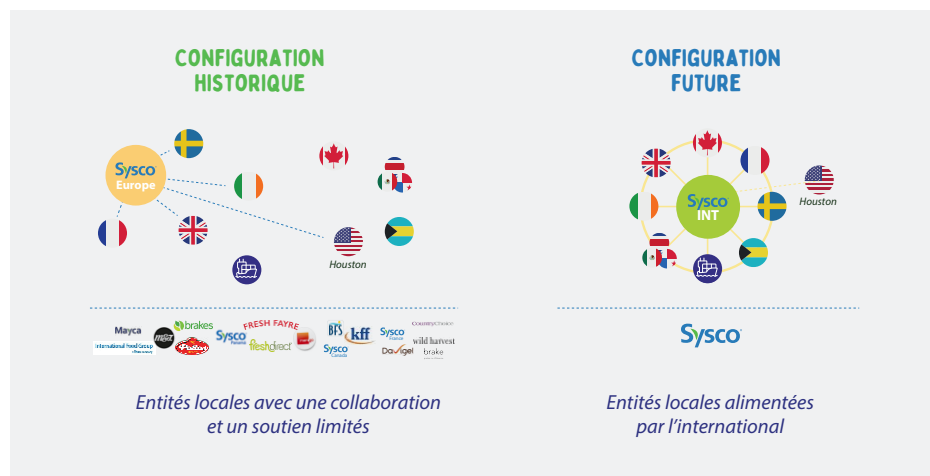 CONFIGURATION
HISTORIQUE
CONFIGURATION
FUTURE
Sysco
Europe
Houston
Sysco
INT
Houston
Mayca
International Food Group
brakes
Sysco
FRESH FAYRE
freshdirect
BFS
kff
Sysco
Canada
Sysco
France
Davigel
wild harvest
brake
Sysco
Entités locales avec une collaboration
et un soutien limités
Entités locales alimentées
par l’international